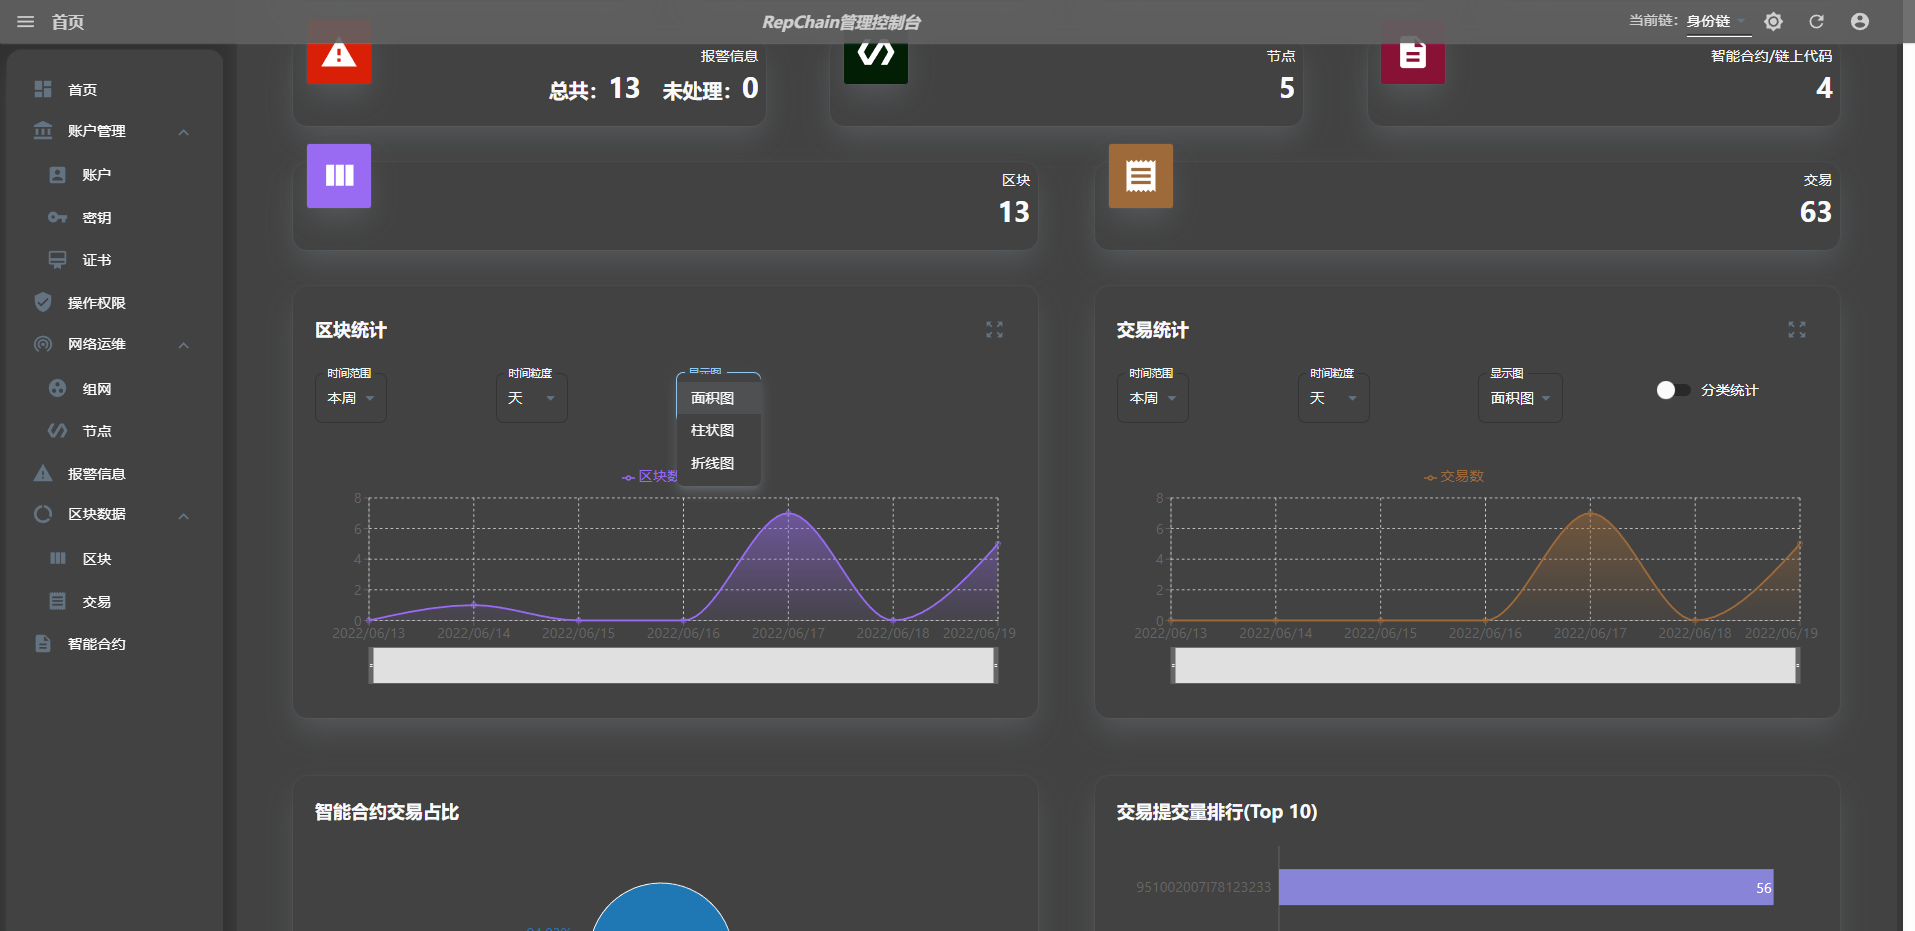 首页
RepChain管理控制台
当前链：
身份链
首页
账户管理
账户
密钥
证书
操作权限
网络运维
组网
节点
报警信息
区块数据
区块
交易
智能合约
报警信息
总共：13 未处理：0
节点
5
智能合约/链上代码
4
区块
13
交易
63
区块统计
时间范围
本周
时间粒度
天
显示图
面积图
柱状图
折线图
区块数
8
6
4
2
0
2022/06/13 2022/06/14 2022/06/15 2022/06/16 2022/06/17 2022/06/18 2022/06/19
交易统计
时间范围
本周
时间粒度
天
显示图
面积图
分类统计
交易数
8
6
4
2
0
2022/06/13 2022/06/14 2022/06/15 2022/06/16 2022/06/17 2022/06/18 2022/06/19
智能合约交易占比
交易提交量排行(Top 10)
951002007l78123233
56